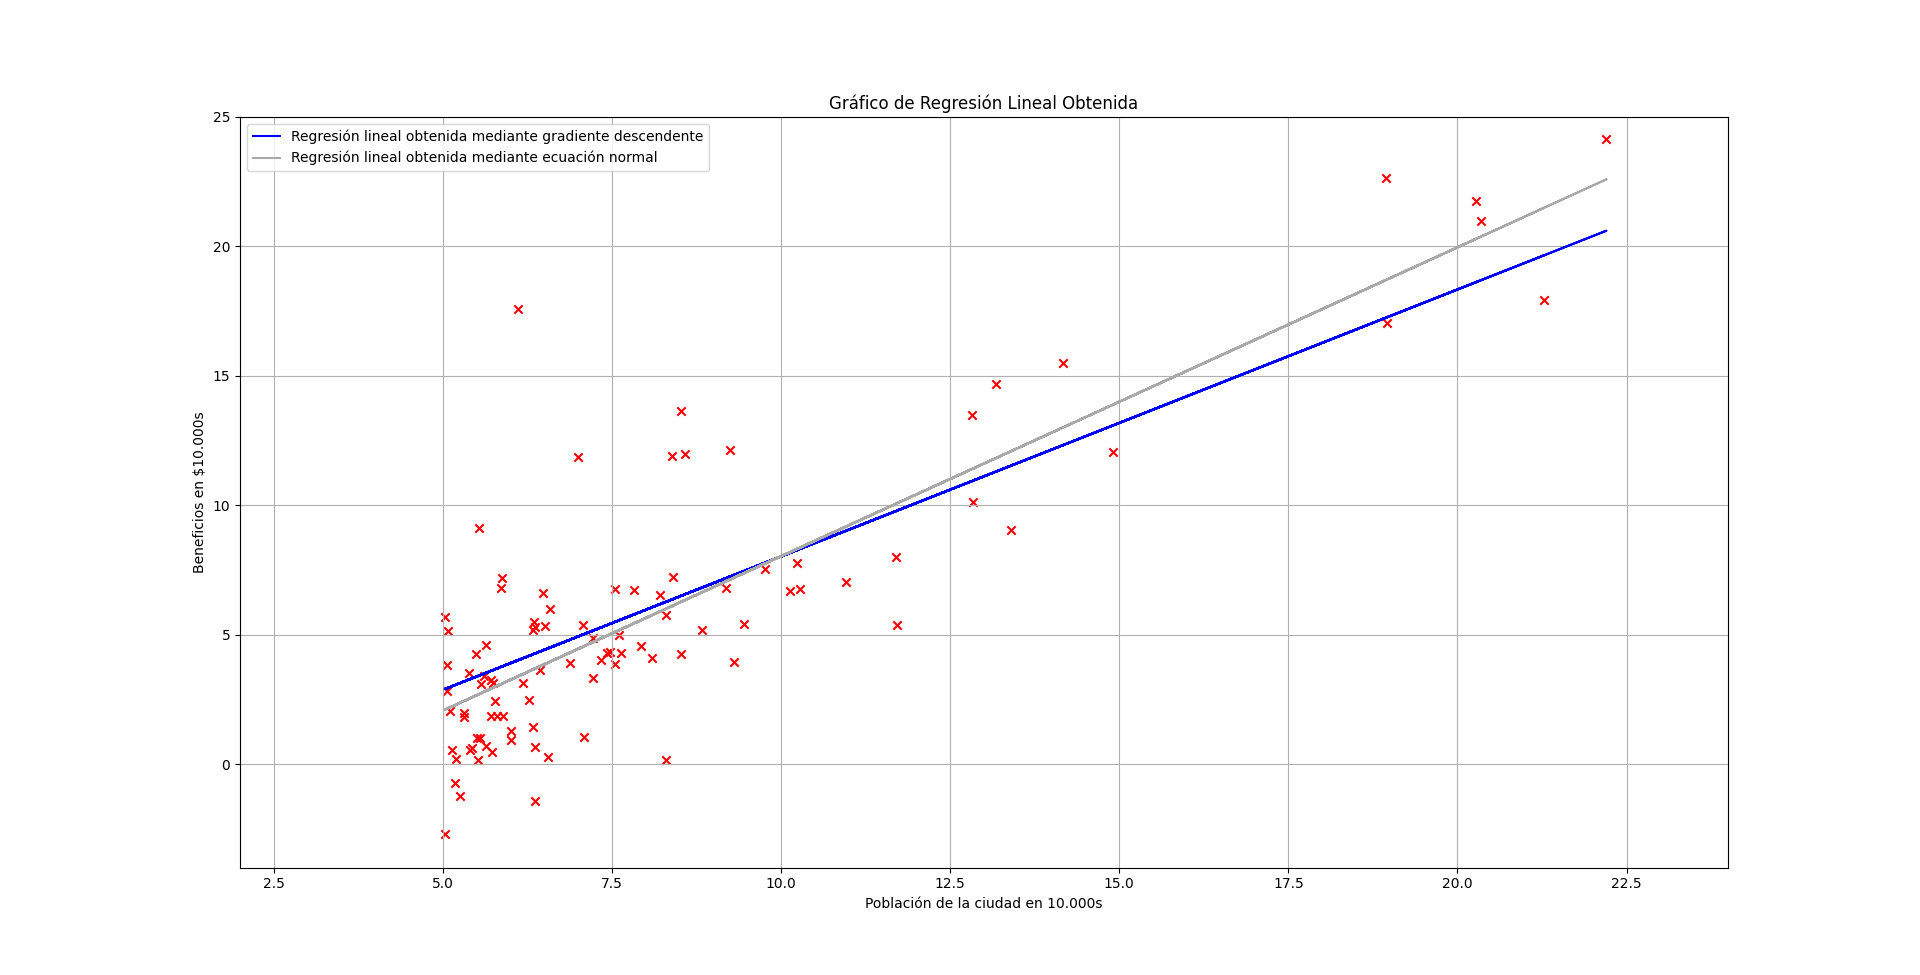 Gráfico de Regresión Lineal Obtenida
25
Regresión lineal obtenida mediante gradiente descendente
Regresión lineal obtenida mediante ecuación normal
20
15
10
5
0
Beneficios en $10.000s
2.5 5.0 7.5 10.0 12.5 15.0 17.5 20.0 22.5
Población de la ciudad en 10.000s